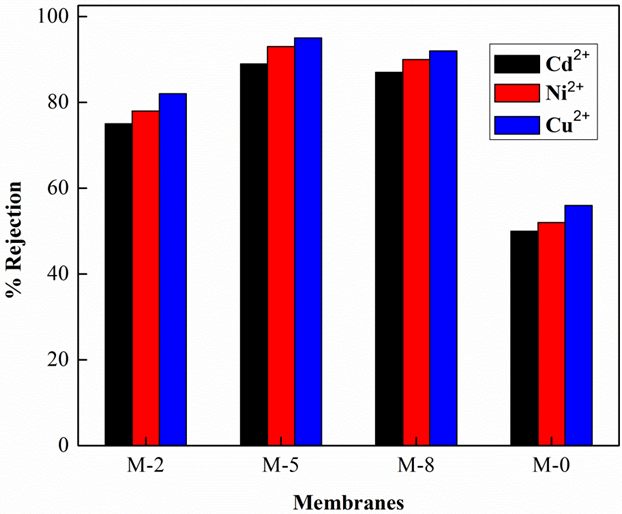 100
80
60
40
20
0
% Rejection
Cd²⁺
Ni²⁺
Cu²⁺
M-2 M-5 M-8 M-0
Membranes